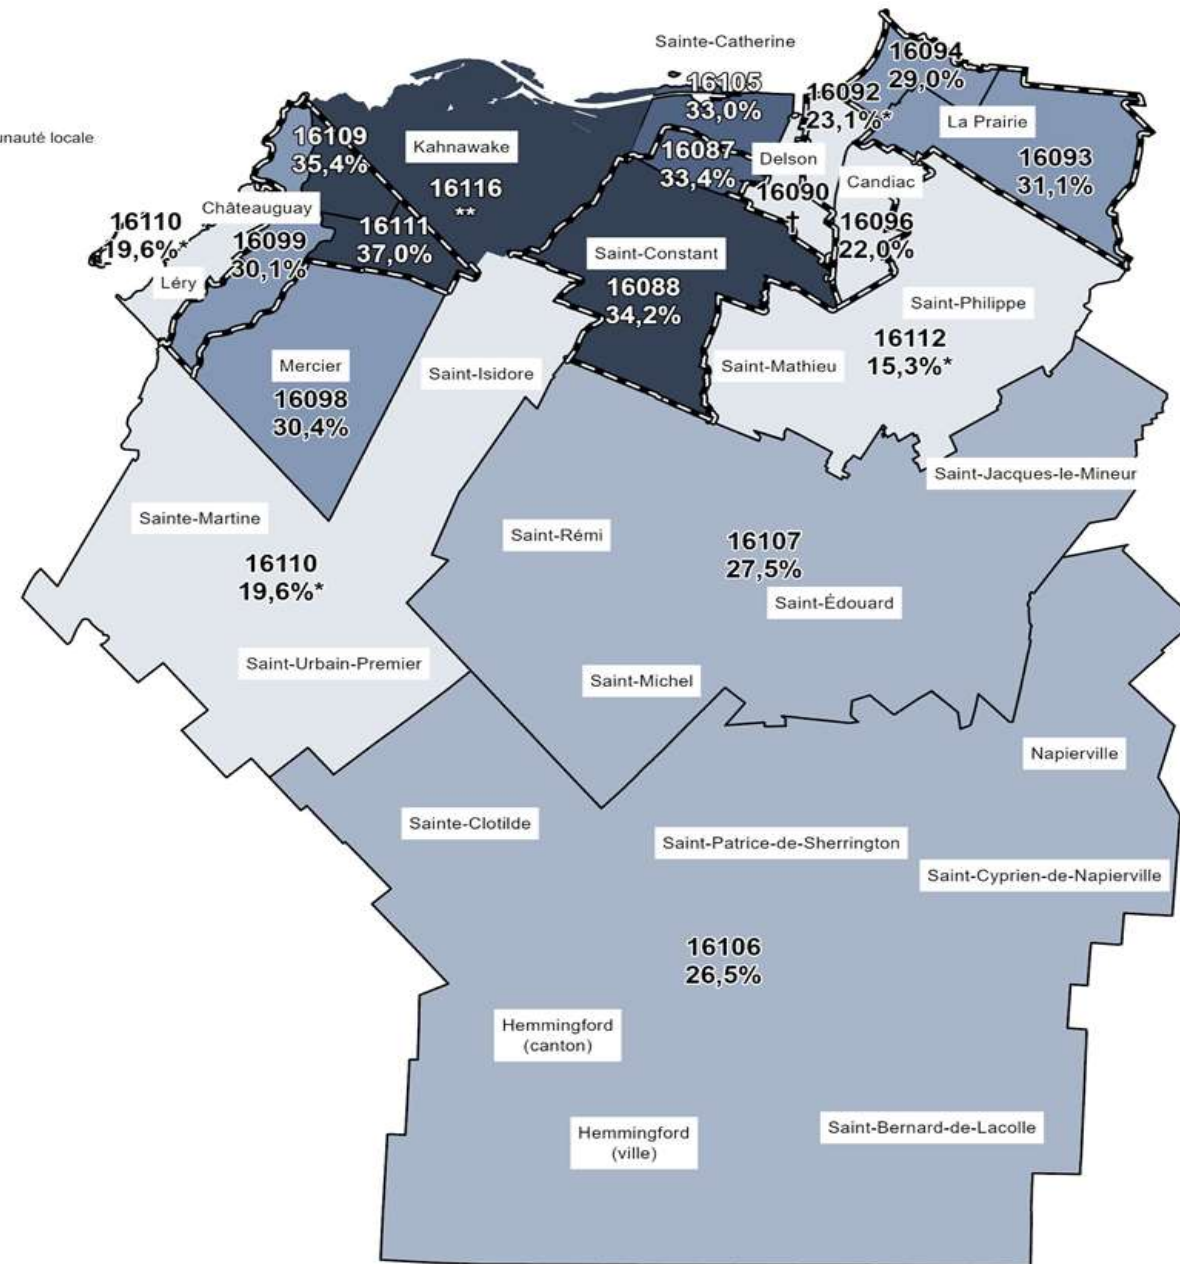 Sainte-Catherine
16094
29,0%
16105
33,0%
16092
23,1%*
La Prairie
nauté locale
16109
35,4%
Kahnawake
16087
33,4%
Delson
16093
31,1%
16116
**
16090
†
Candiac
Châteauguay
16110
19,6%*
16111
37,0%
16096
22,0%
16099
30,1%
Léry
Saint-Constant
16088
34,2%
Saint-Philippe
16112
15,3%*
Mercier
Saint-Isidore
Saint-Mathieu
16098
30,4%
Saint-Jacques-le-Mineur
Sainte-Martine
Saint-Rémi
16107
27,5%
16110
19,6%*
Saint-Édouard
Saint-Urbain-Premier
Saint-Michel
Napierville
Sainte-Clotilde
Saint-Patrice-de-Sherrington
Saint-Cyprien-de-Napierville
16106
26,5%
Hemmingford
(canton)
Saint-Bernard-de-Lacolle
Hemmingford
(ville)